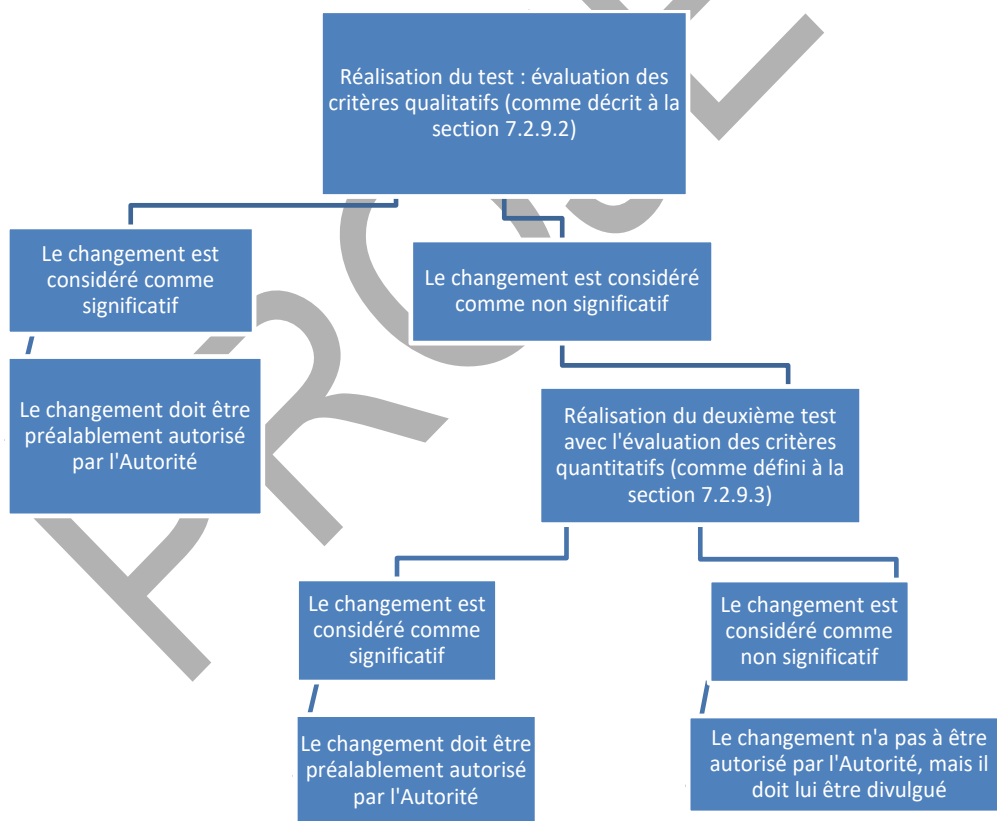 Réalisation du test : évaluation des
critères qualitatifs (comme décrit à la
section 7.2.9.2)
Le changement est
considéré comme
significatif
Le changement est considéré
comme non significatif
Le changement doit être
préalablement autorisé
par l'Autorité
Réalisation du deuxième test
avec l'évaluation des critères
quantitatifs (comme défini à la
section 7.2.9.3)
Le changement est
considéré comme
significatif
Le changement est
considéré comme
non significatif
Le changement doit être
préalablement autorisé
par l'Autorité
Le changement n'a pas à être
autorisé par l'Autorité, mais il
doit lui être divulgué